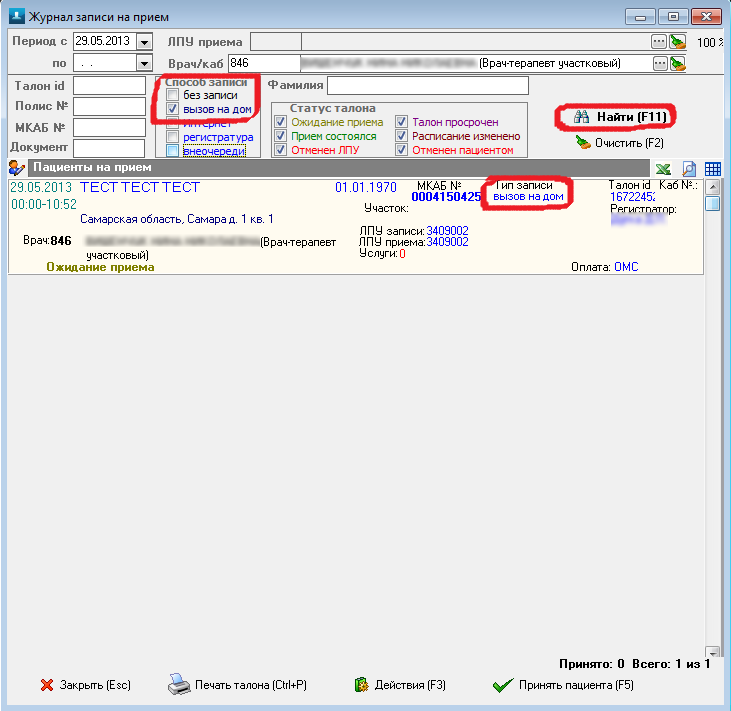 Журнал записи на прием
Период с 29.05.2013 ЛПУ приема 100 %
по . . Врач/каб 846 (Врач-терапевт участковый)
Талон id
Способ записи
Фамилия
без записи
Полис №
вызов на дом
Статус талона
Найти (F11)
МКАБ №
Интернет
Ожидание приема
Талон просрочен
регистратура
Прием состоялся
Расписание изменено
Очистить (F2)
Документ
внеочереди
Отменен ЛПУ
Отменен пациентом
Пациенты на прием
29.05.2013 ТЕСТ ТЕСТ ТЕСТ 01.01.1970 МКАБ № Тип записи Талон id Каб №.:
00:00-10:52 0004150425 вызов на дом 1672245
Участок: Регистратор:
Самарская область, Самара д. 1 кв. 1
Врач:846 (Врач-терапевт
участковый)
ЛПУ записи: 3409002
ЛПУ приема: 3409002
Услуги: 0
Ожидание приема Оплата: ОМС
Принято: 0 Всего: 1 из 1
Закрыть (Esc) Печать талона (Ctrl+P) Действия (F3) Принять пациента (F5)